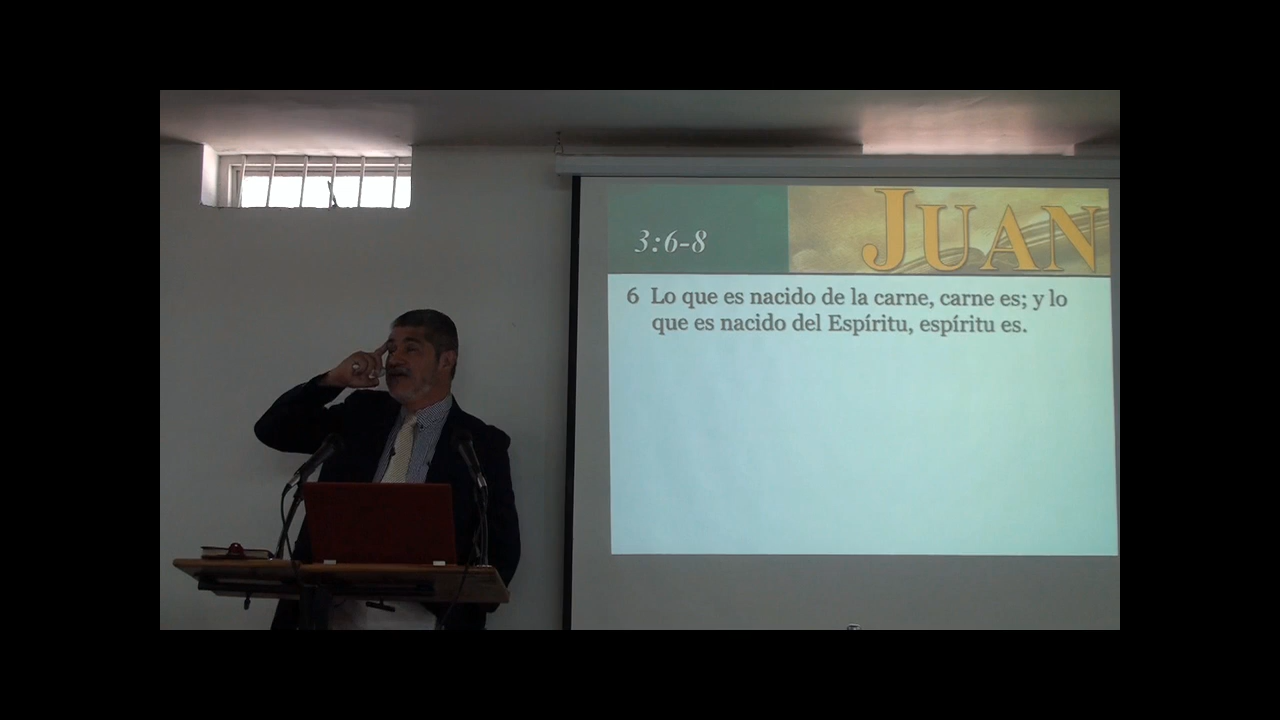 3:6-8
JUAN
6 Lo que es nacido de la carne, carne es; y lo
que es nacido del Espíritu, espíritu es.